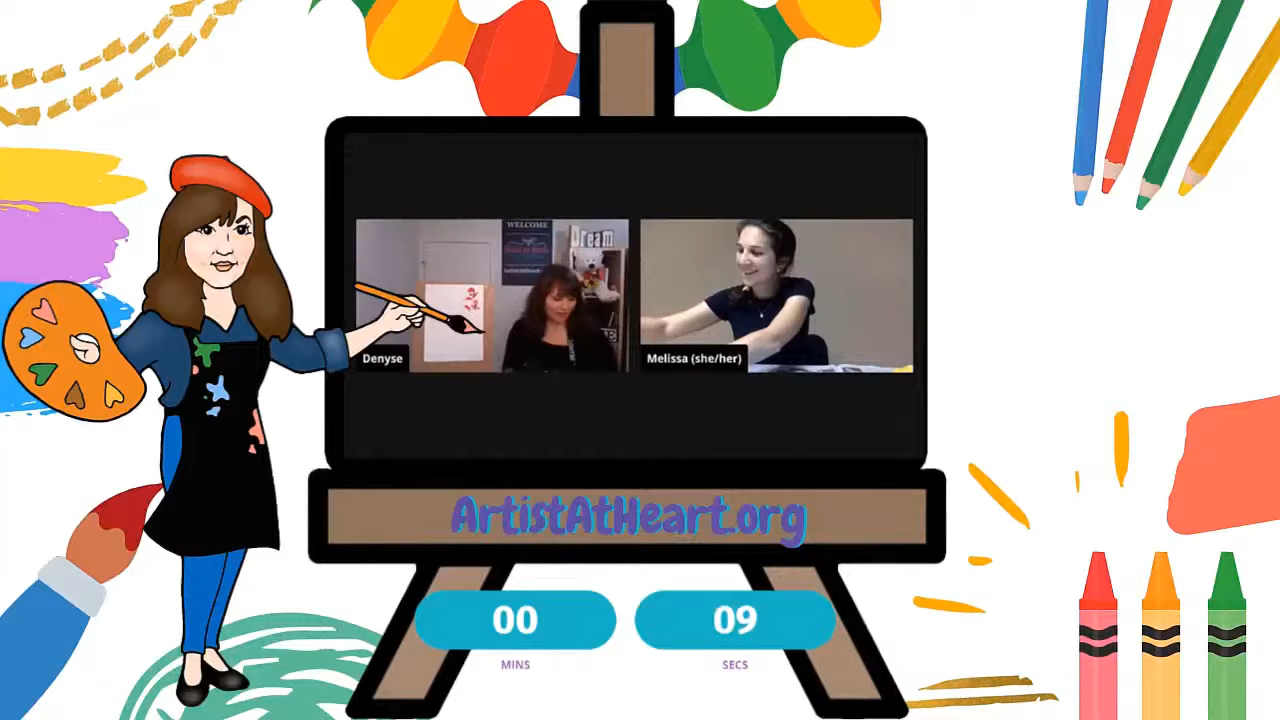 WELCOME
Dream
Denyse
Melissa (she/her)
ArtistAtHeart.org
00
09
MINS
SECS